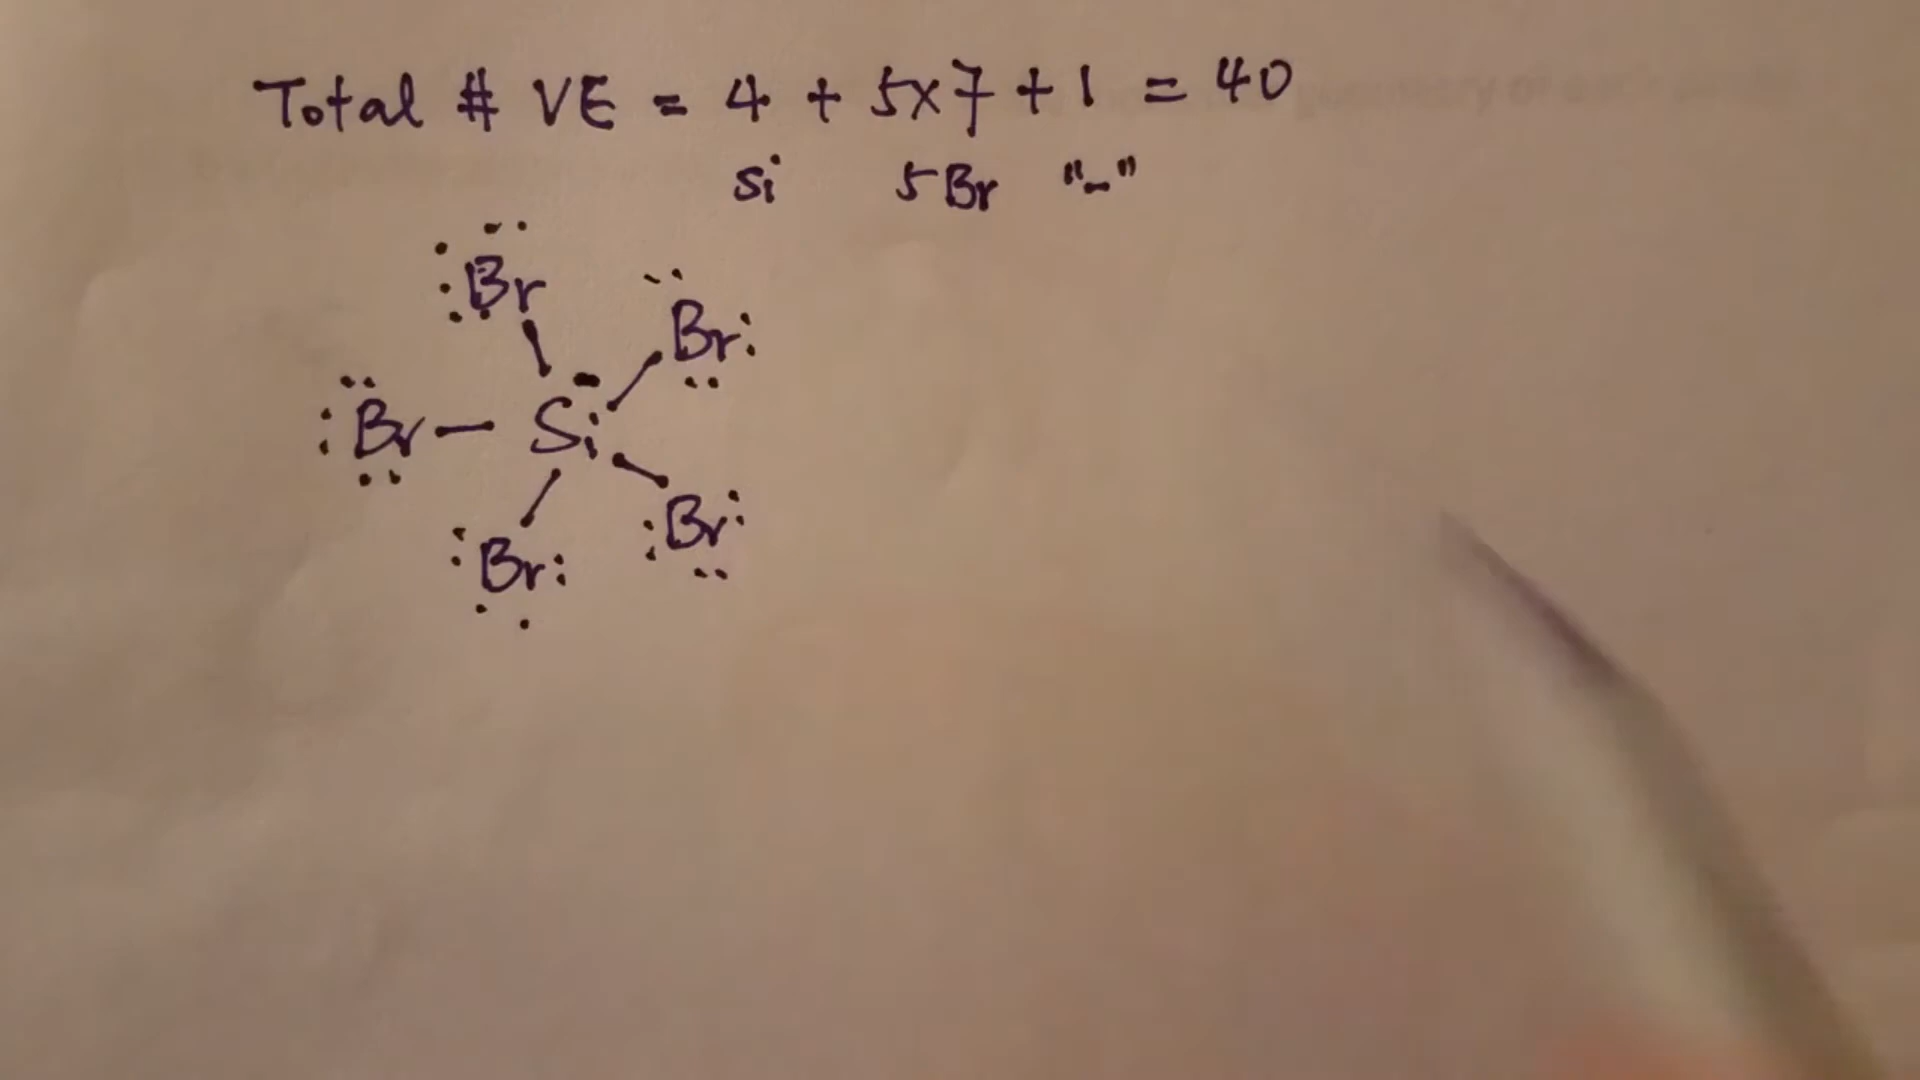 Total # VE = 4 + 5x7 + 1 = 40
Si 5Br "-"
Br
Br
Br – Si
Br
Br